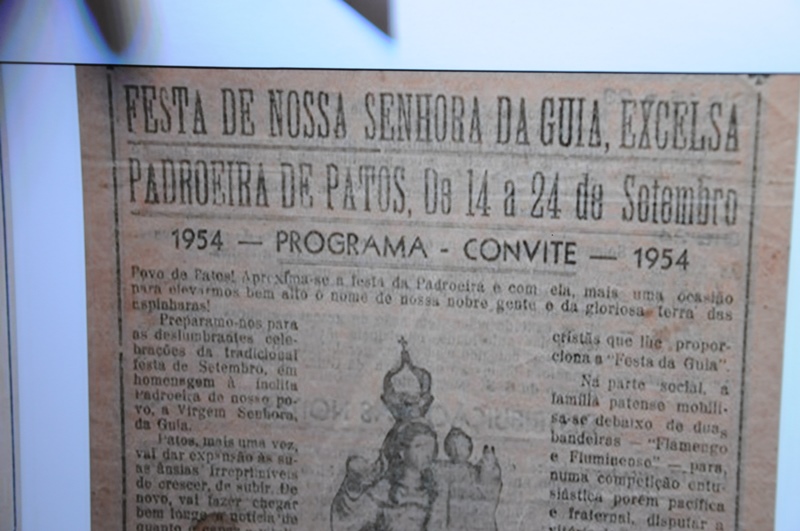 FESTA DE NOSSA SENHORA DA GUIA, EXCELSA
PADROEIRA DE PATOS, De 14 a 24 de Setembro
1954 — PROGRAMA - CONVITE — 1954
Povo de Patos! Aproxima-se a festa da Padroeira e com ela, mais uma ocasião
para elevarmos bem alto o nome de nossa nobre gente e da gloriosa terra das
espinharas!
Preparamo-nos para
as deslumbrantes cele-
brações da tradicional
festa de Setembro, em
homenagem à inclita
Padroeira de nosso po-
vo, a Virgem Senhora,
da Guia.
Patos, mais uma vez,
vai dar expansão às su-
as ânsias irreprimiveis
de crescer, de subir. De
novo, vai fazer chegar
bem longe a noticia de
quanto
cristãs que lhe propor-
ciona a "Festa da Guia".
Na parte social, a
familia patense mobili-
sa-se debaixo de duas
bandeiras — "Flamengo
e Fluminense" — para,
numa competição entu-
siástica porém pacifica
e fraternal, disputar